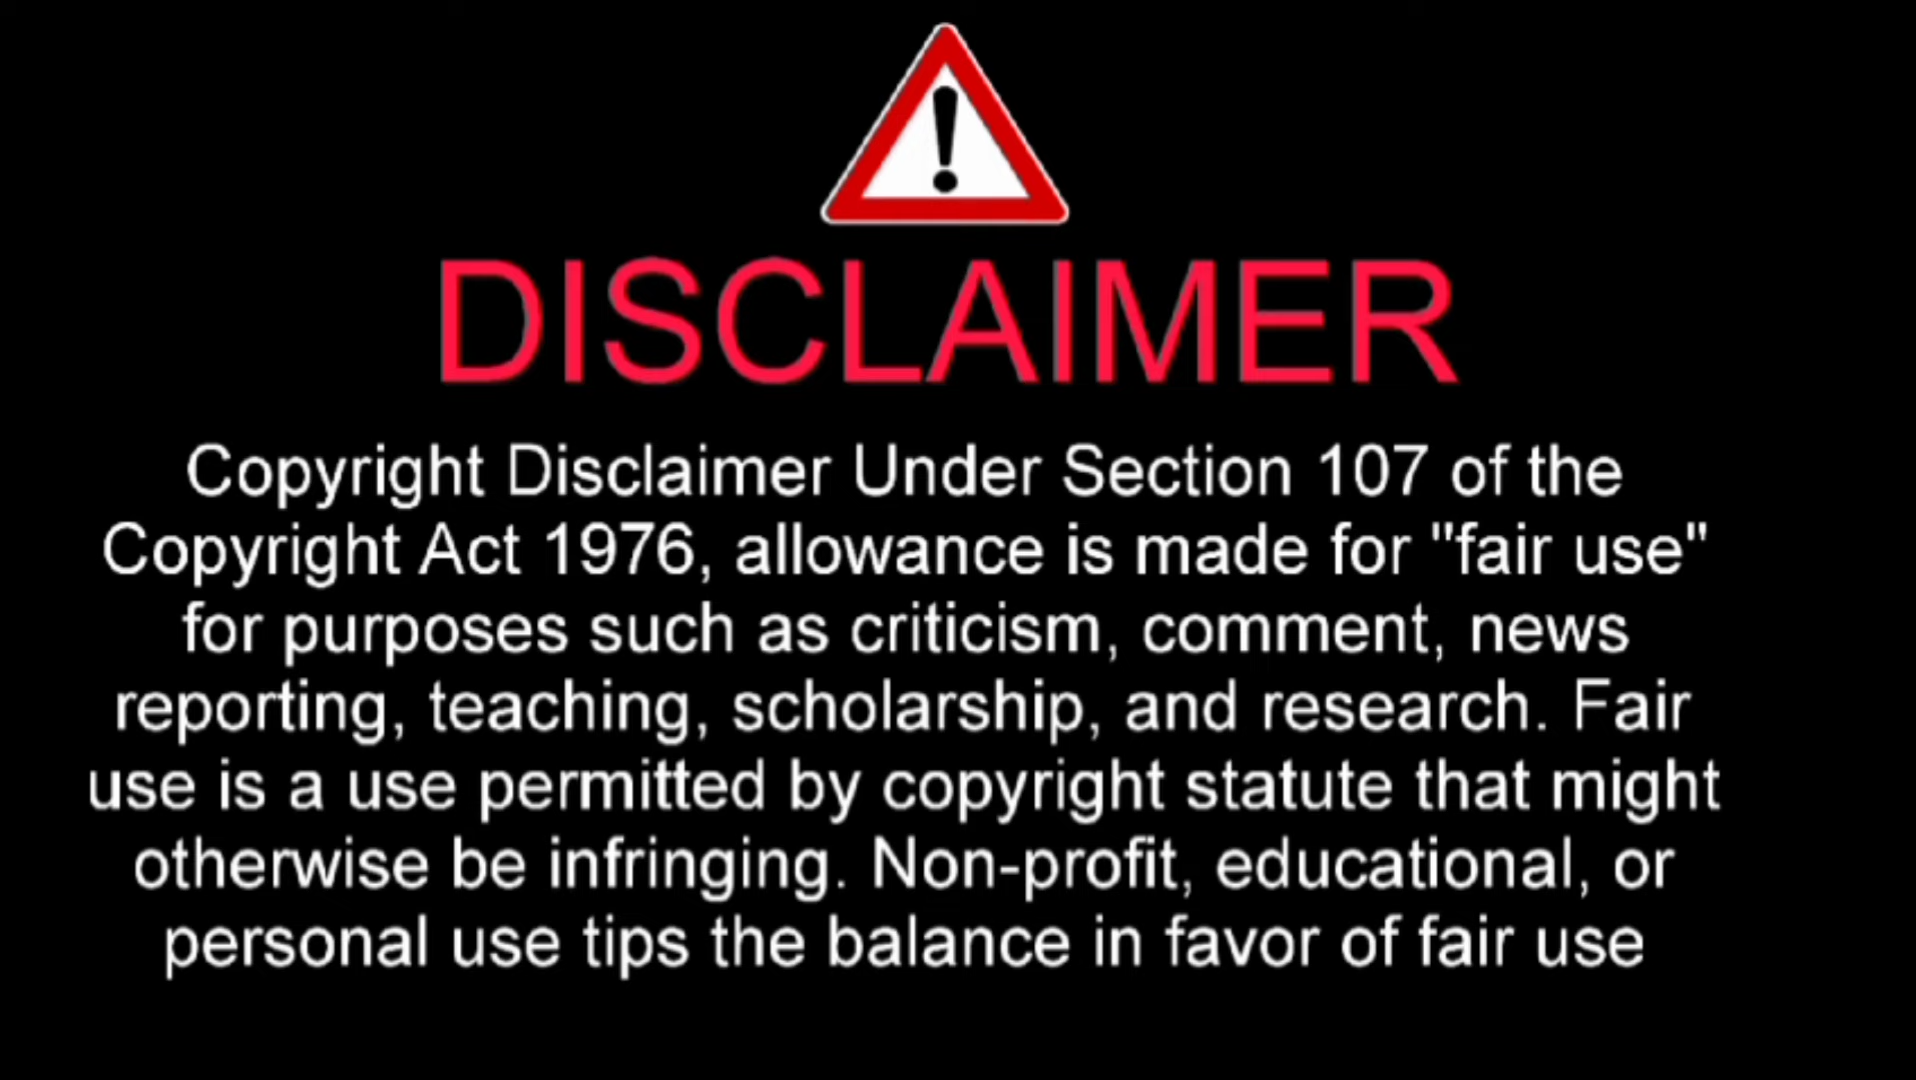 DISCLAIMER
Copyright Disclaimer Under Section 107 of the
Copyright Act 1976, allowance is made for "fair use"
for purposes such as criticism, comment, news
reporting, teaching, scholarship, and research. Fair
use is a use permitted by copyright statute that might
otherwise be infringing. Non-profit, educational, or
personal use tips the balance in favor of fair use